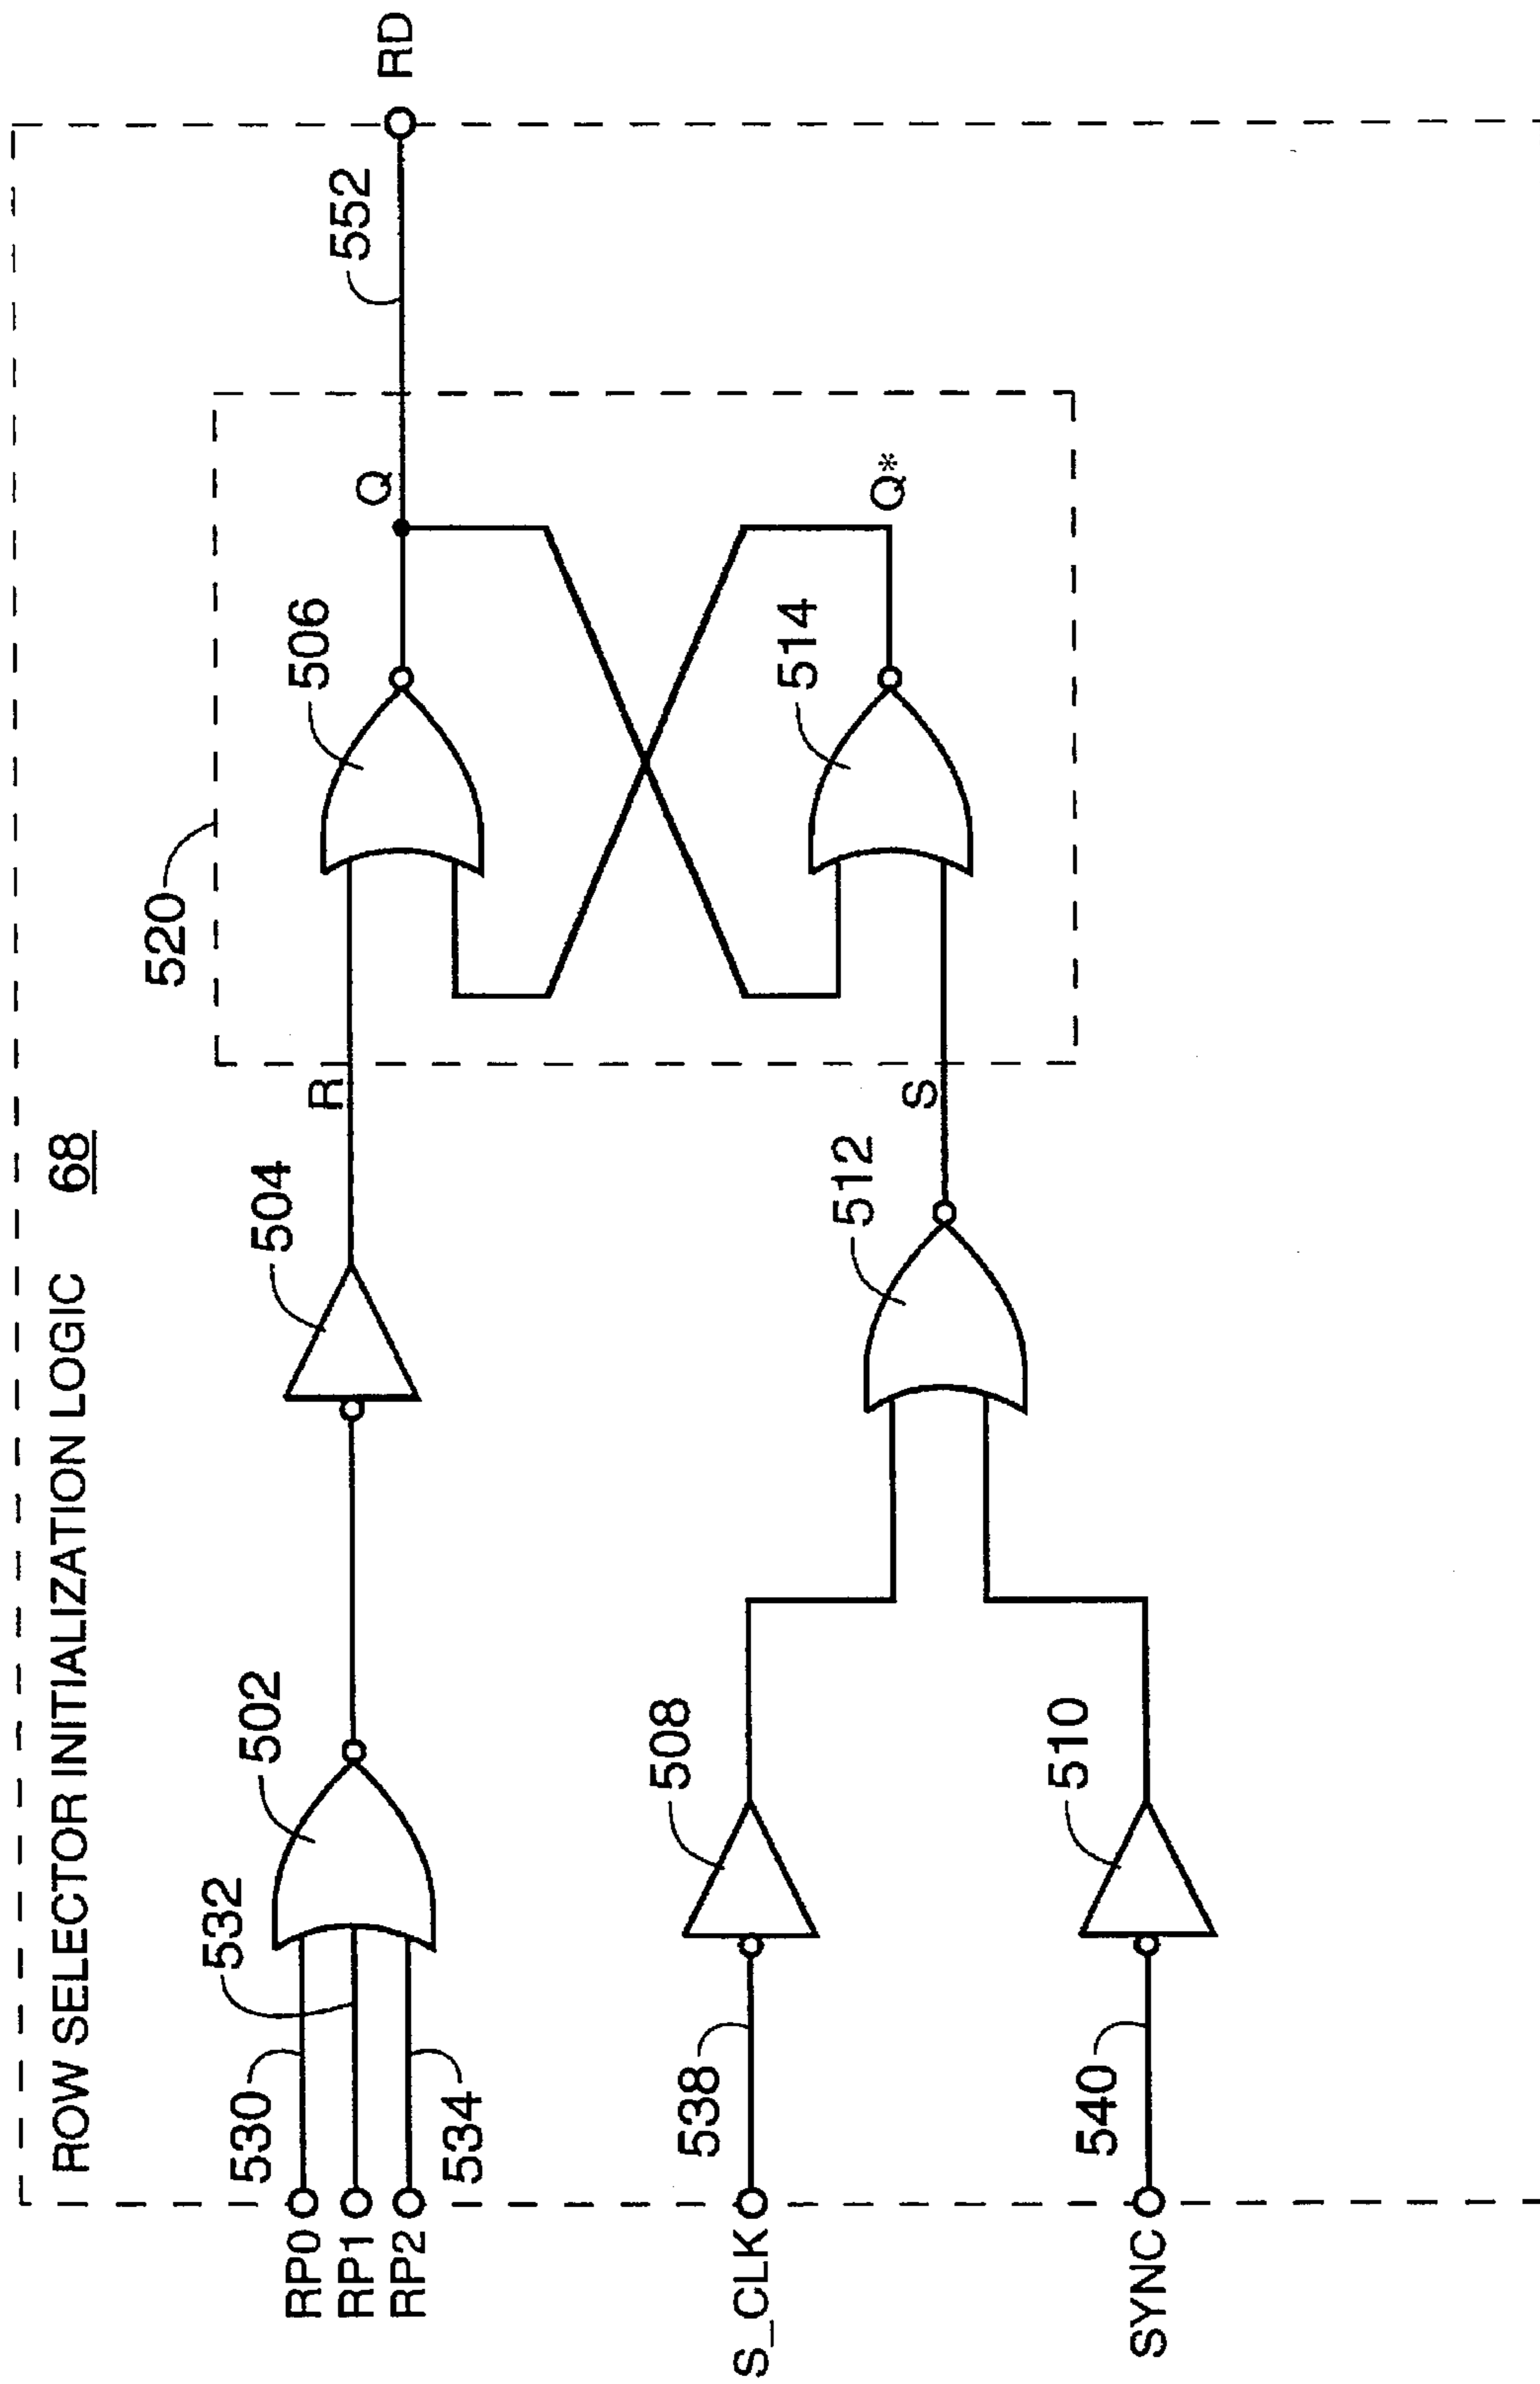 ROW SELECTOR INITIALIZATION LOGIC 68
RP0
RP1
RP2
530
532
534
502
504
R
520
506
Q
552
RD
S_CLK
538
508
SYNC
540
510
512
S
514
Q*